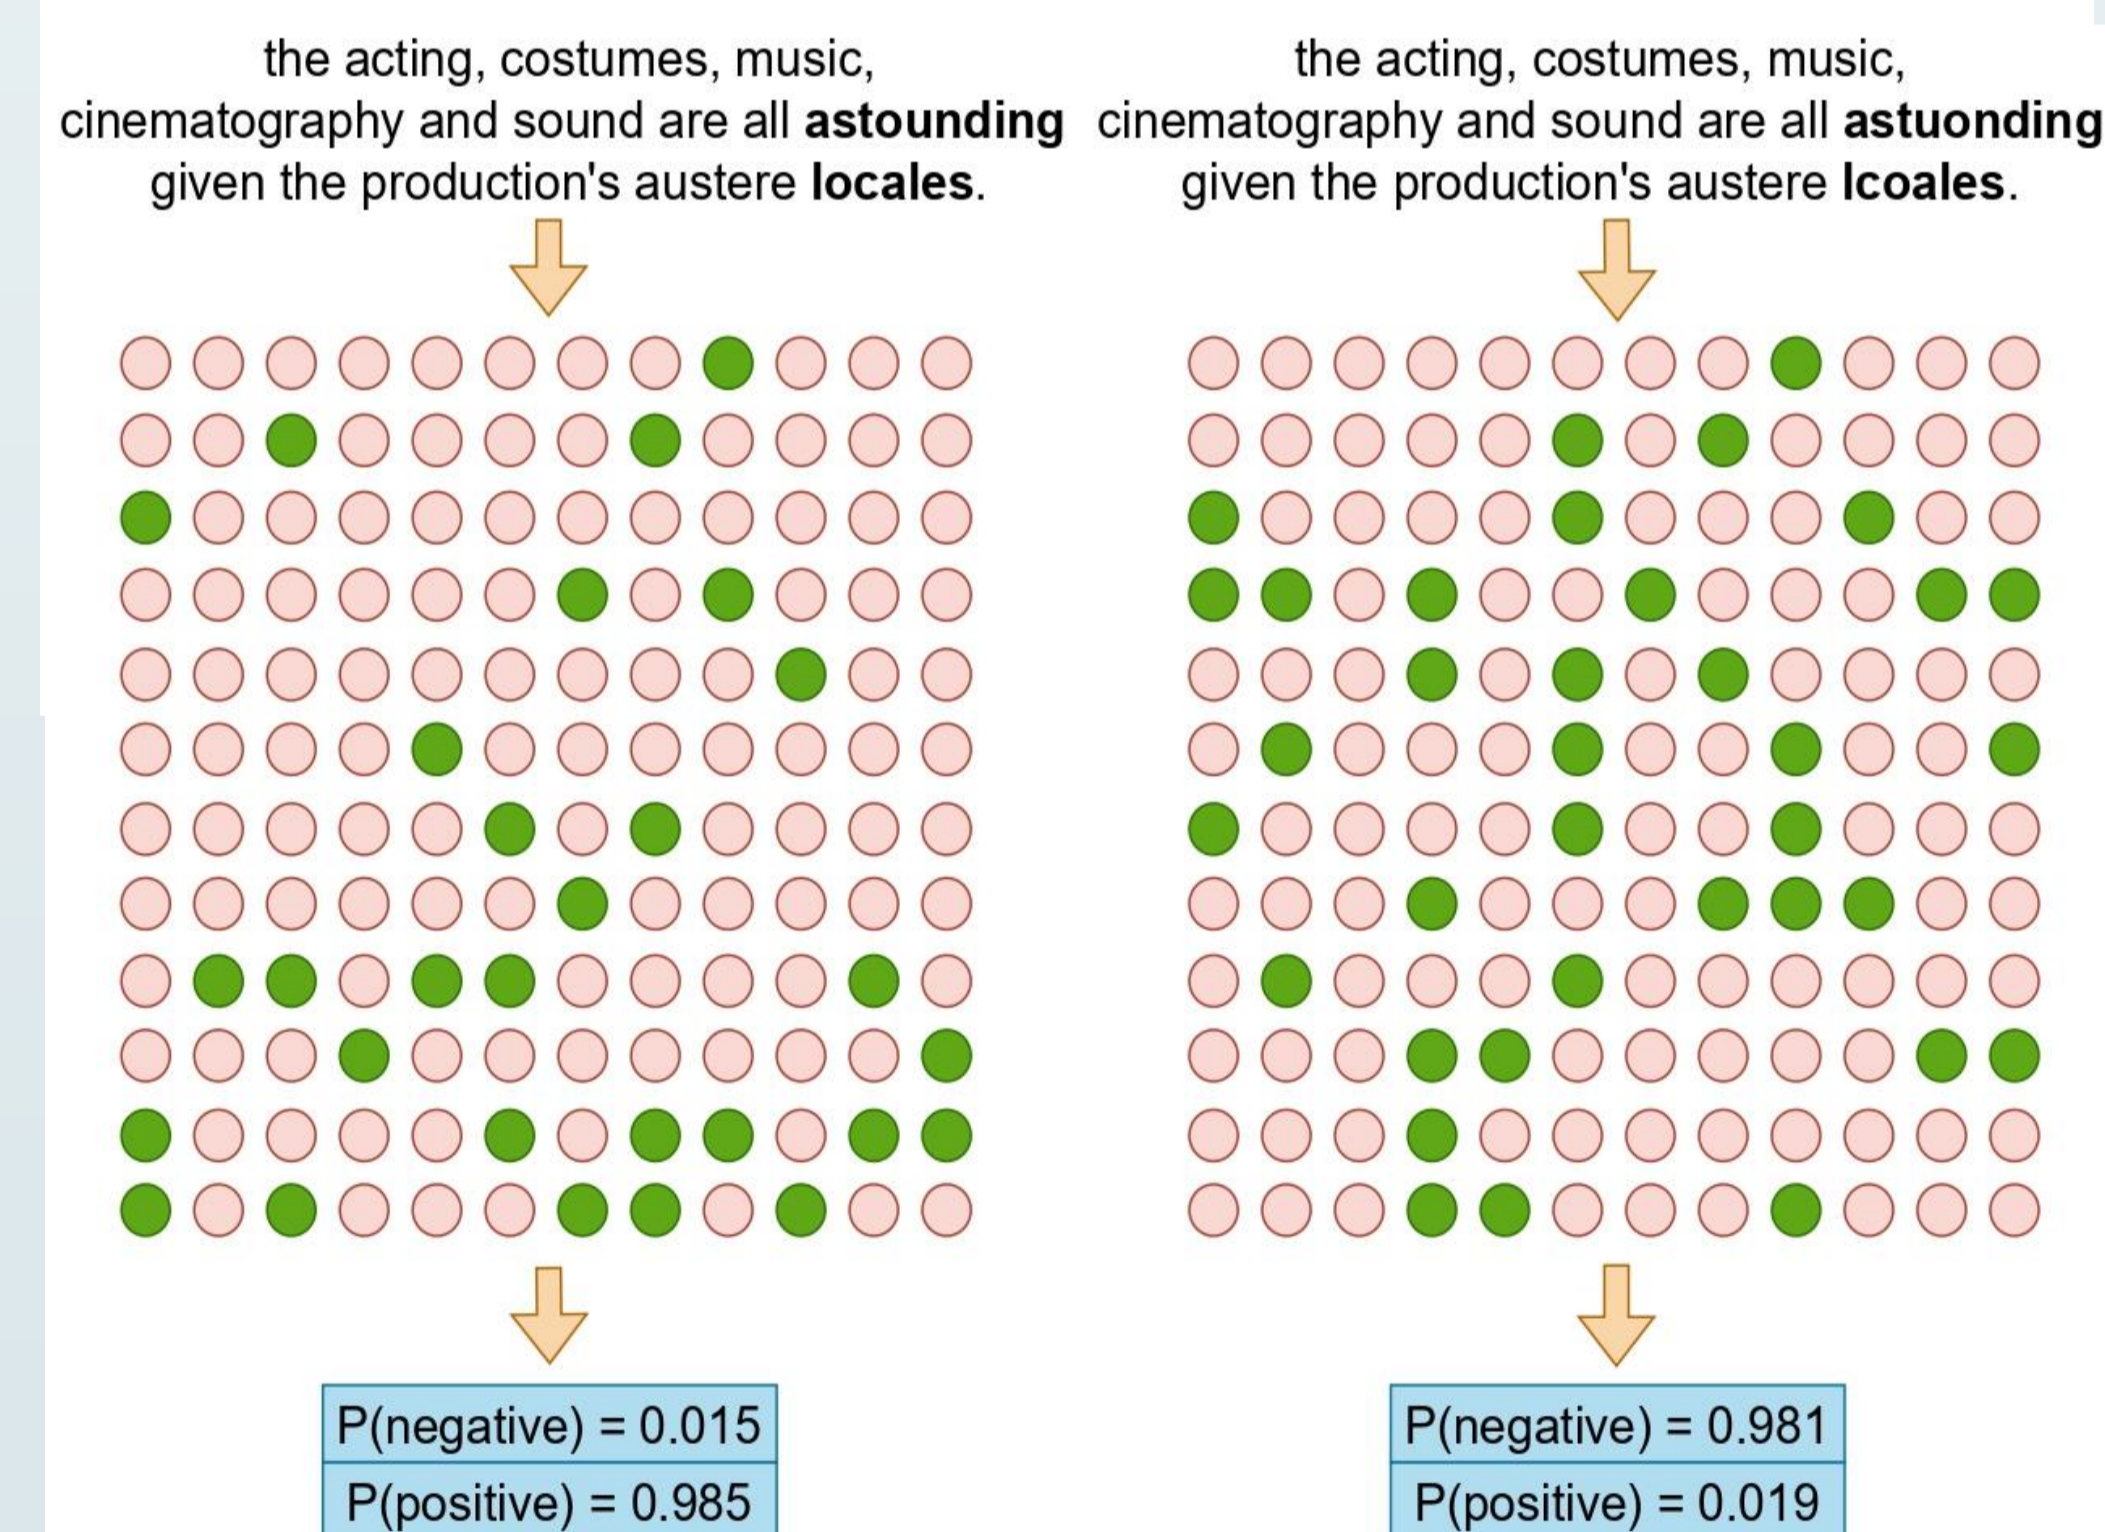 the acting, costumes, music,
cinematography and sound are all astounding
given the production's austere locales.
P(negative) = 0.015
P(positive) = 0.985
the acting, costumes, music,
cinematography and sound are all astuonding
given the production's austere lcoales.
P(negative) = 0.981
P(positive) = 0.019